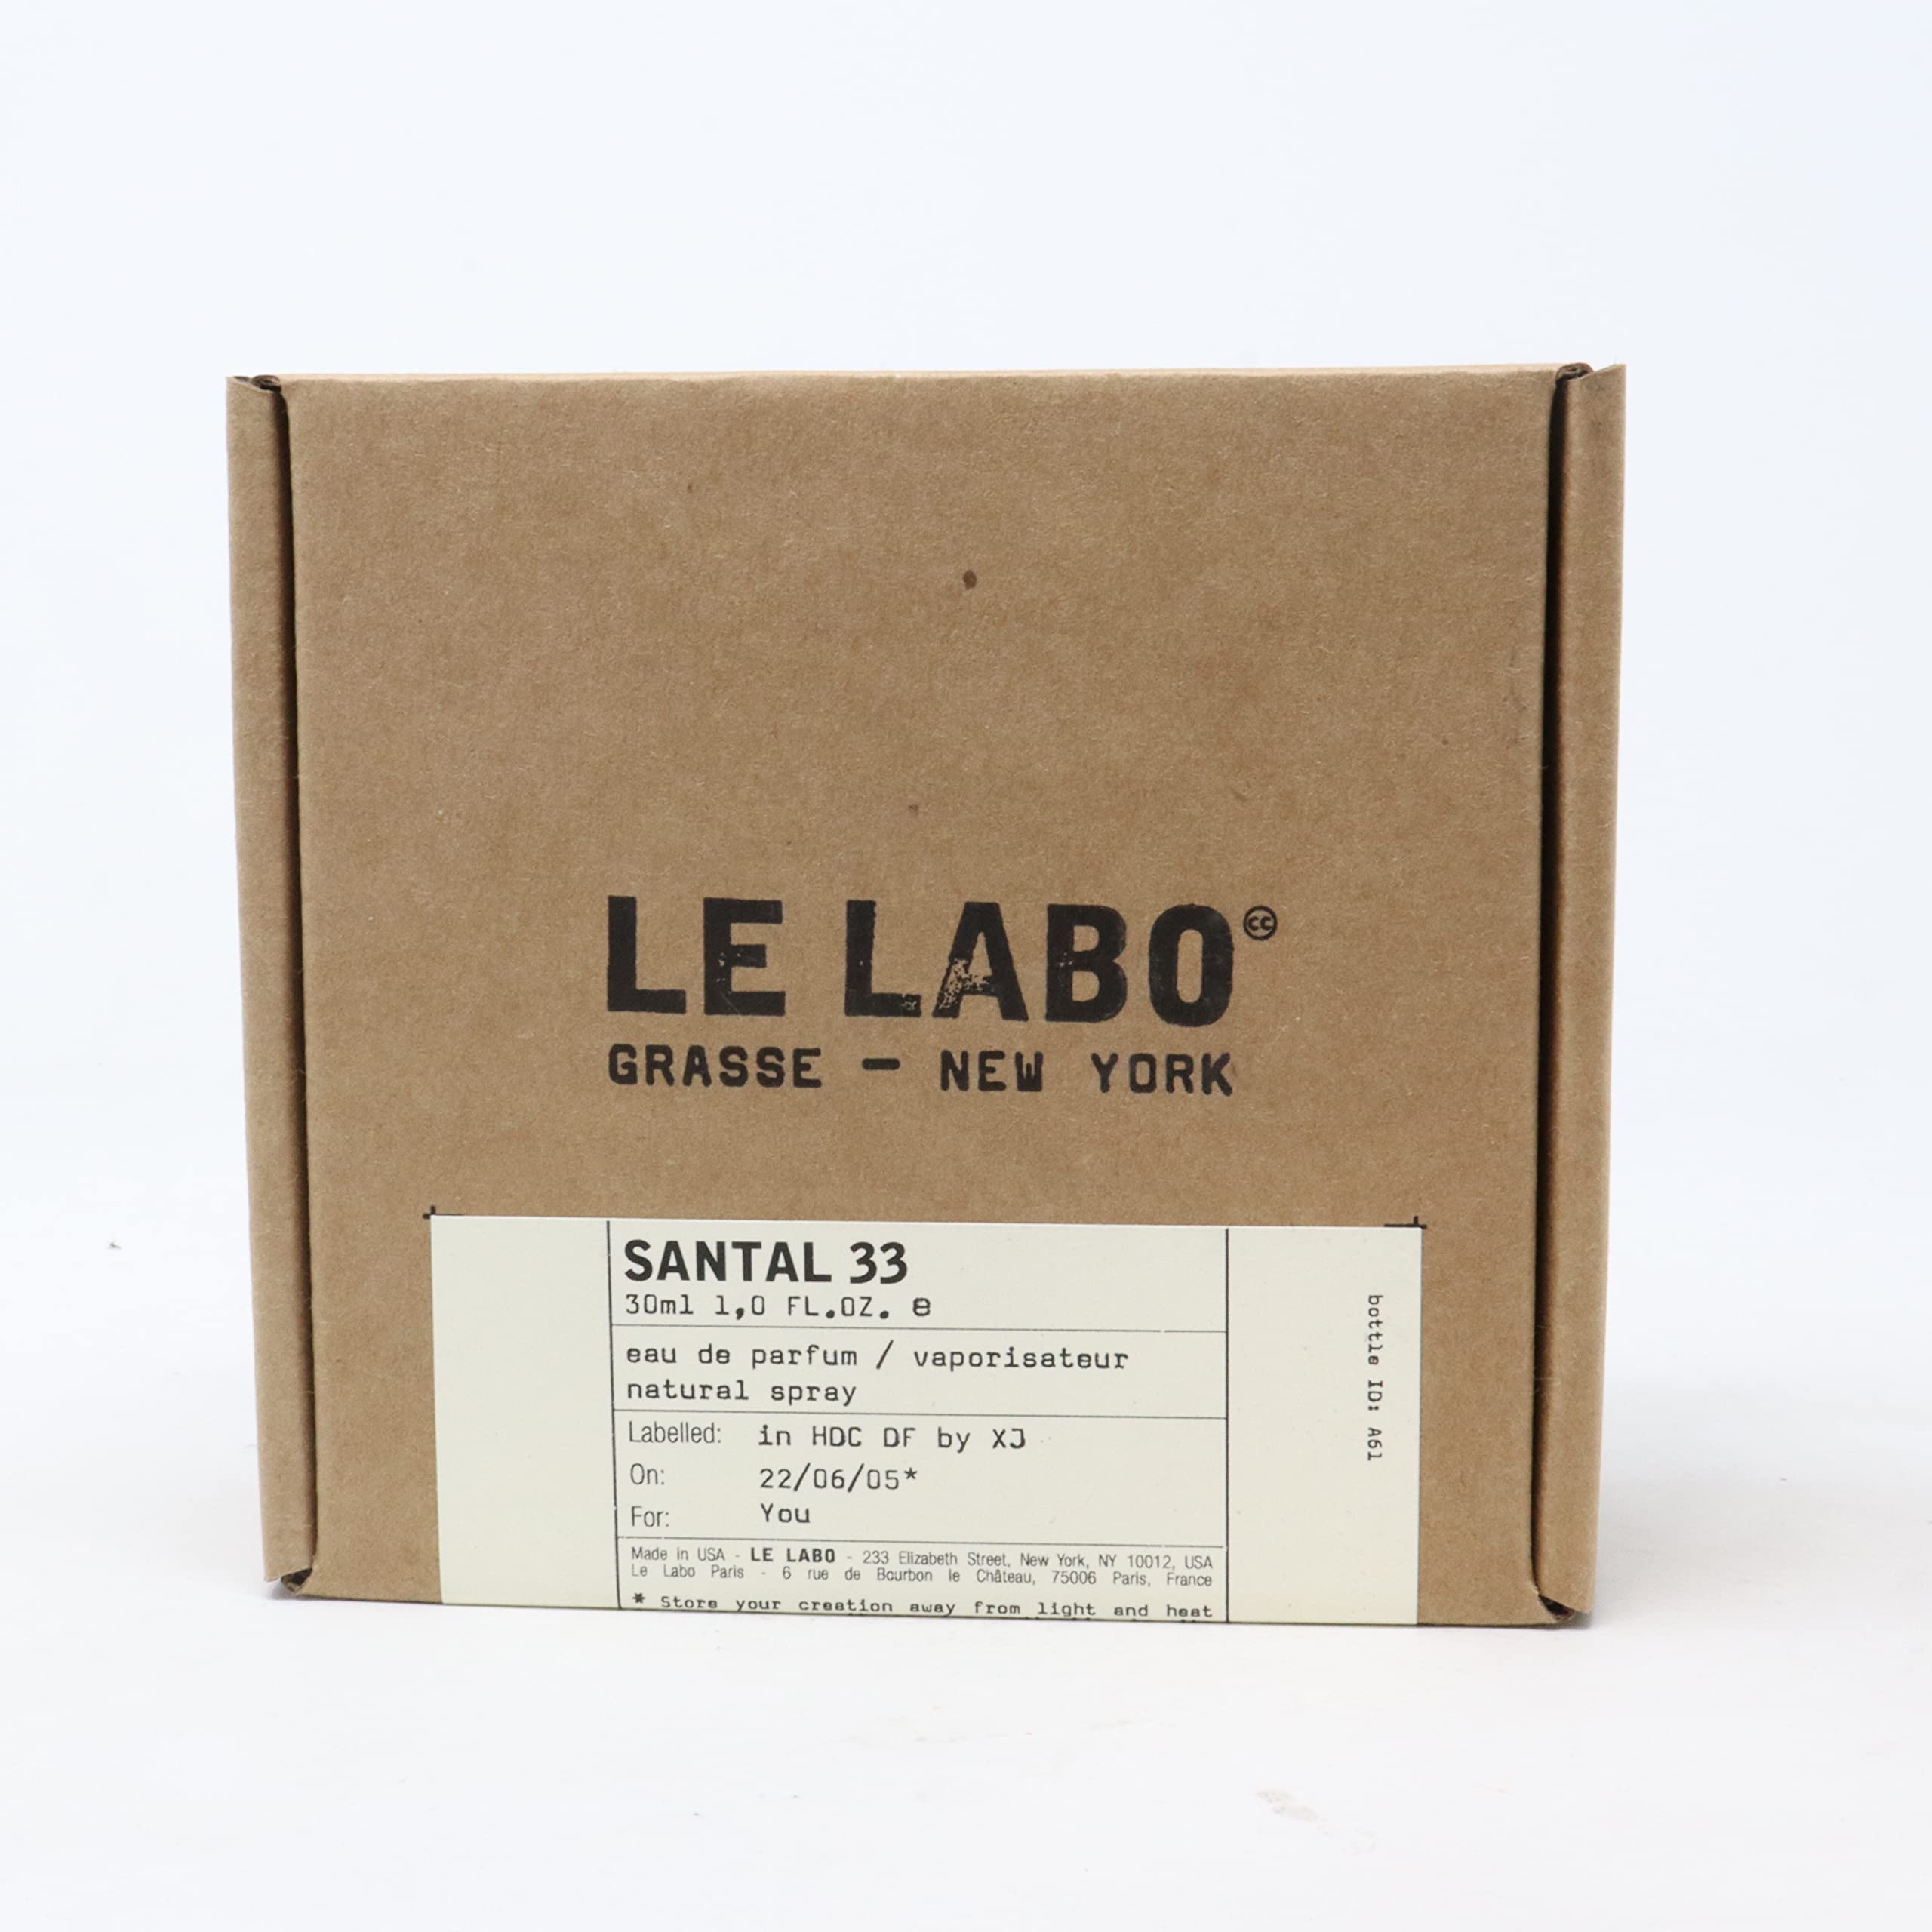 LE LABO
GRASSE — NEW YORK
SANTAL 33
30ml 1,0 FL.OZ. e
eau de parfum / vaporisateur
natural spray
Labelled: in HDC DF by XJ
On: 22/06/05*
For: You
Made in USA - LE LABO - 233 Elizabeth Street, New York, NY 10012, USA
Le Labo Paris - 6 rue de Bourbon le Château, 75006 Paris, France
* Store your creation away from light and heat
bottle ID: A61